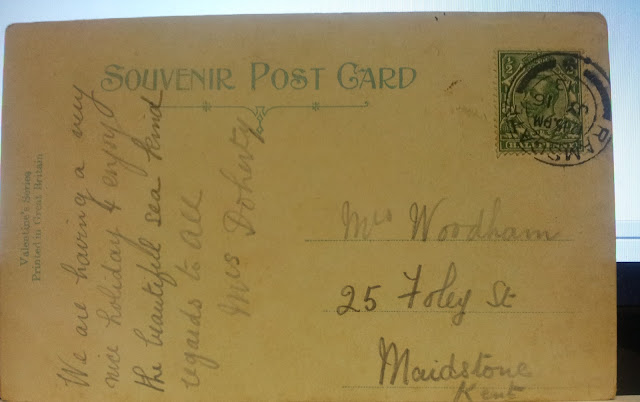 SOUVENIR POST CARD
Valentine's Series
Printed in Great Britain
We are having a very
nice holiday & enjoy
the beautiful sea kind
regards to all
Mrs Doherty
RAMSGATE
Mrs Woodham
25 Foley St
Maidstone
Kent